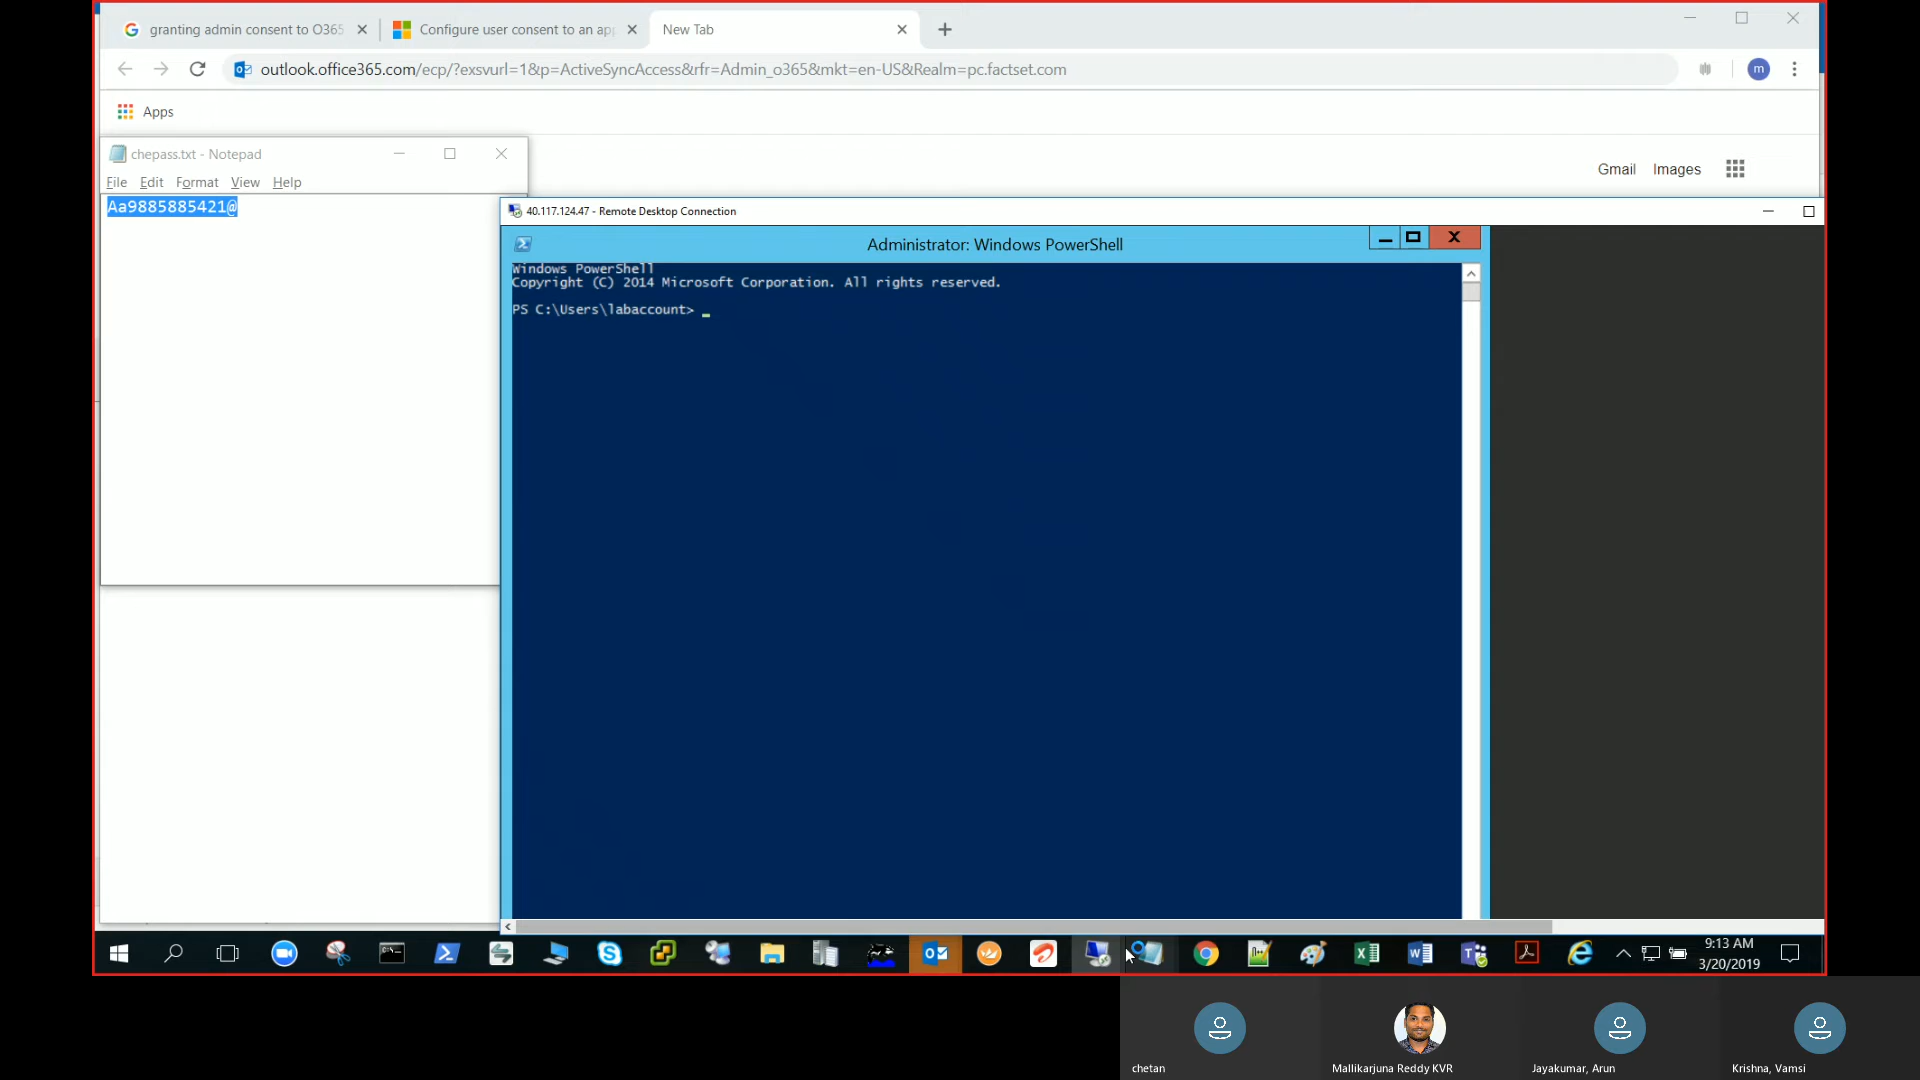 granting admin consent to O365
Configure user consent to an app
New Tab
outlook.office365.com/ecp/?exsvurl=1&p=ActiveSyncAccess&rfr=Admin_o365&mkt=en-US&Realm=pc.factset.com
m
Apps
chepass.txt - Notepad
File Edit Format View Help
Aa9885885421@
Gmail Images
40.117.124.47 - Remote Desktop Connection
Administrator: Windows PowerShell
Windows PowerShell
Copyright (C) 2014 Microsoft Corporation. All rights reserved.
PS C:\Users\labaccount> _
9:13 AM
3/20/2019
chetan
Mallikarjuna Reddy KVR
Jayakumar, Arun
Krishna, Vamsi